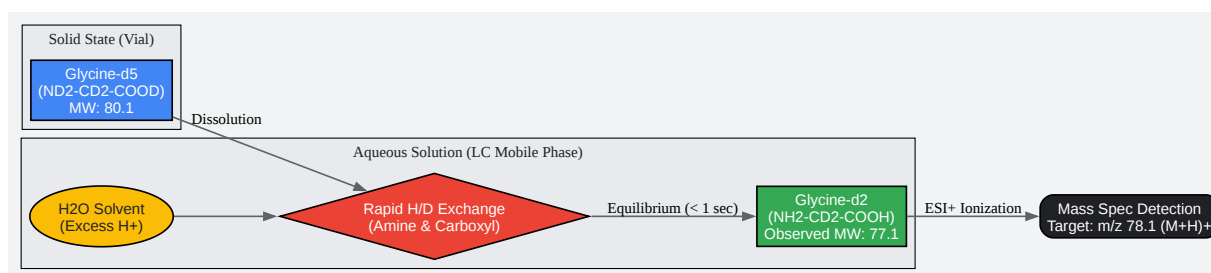 Solid State (Vial)
Glycine-d5
(ND2-CD2-COOD)
MW: 80.1
Dissolution
Aqueous Solution (LC Mobile Phase)
H2O Solvent
(Excess H+)
Rapid H/D Exchange
(Amine & Carboxyl)
Equilibrium (< 1 sec)
Glycine-d2
(NH2-CD2-COOH)
Observed MW: 77.1
ESI+ Ionization
Mass Spec Detection
Target: m/z 78.1 (M+H)+